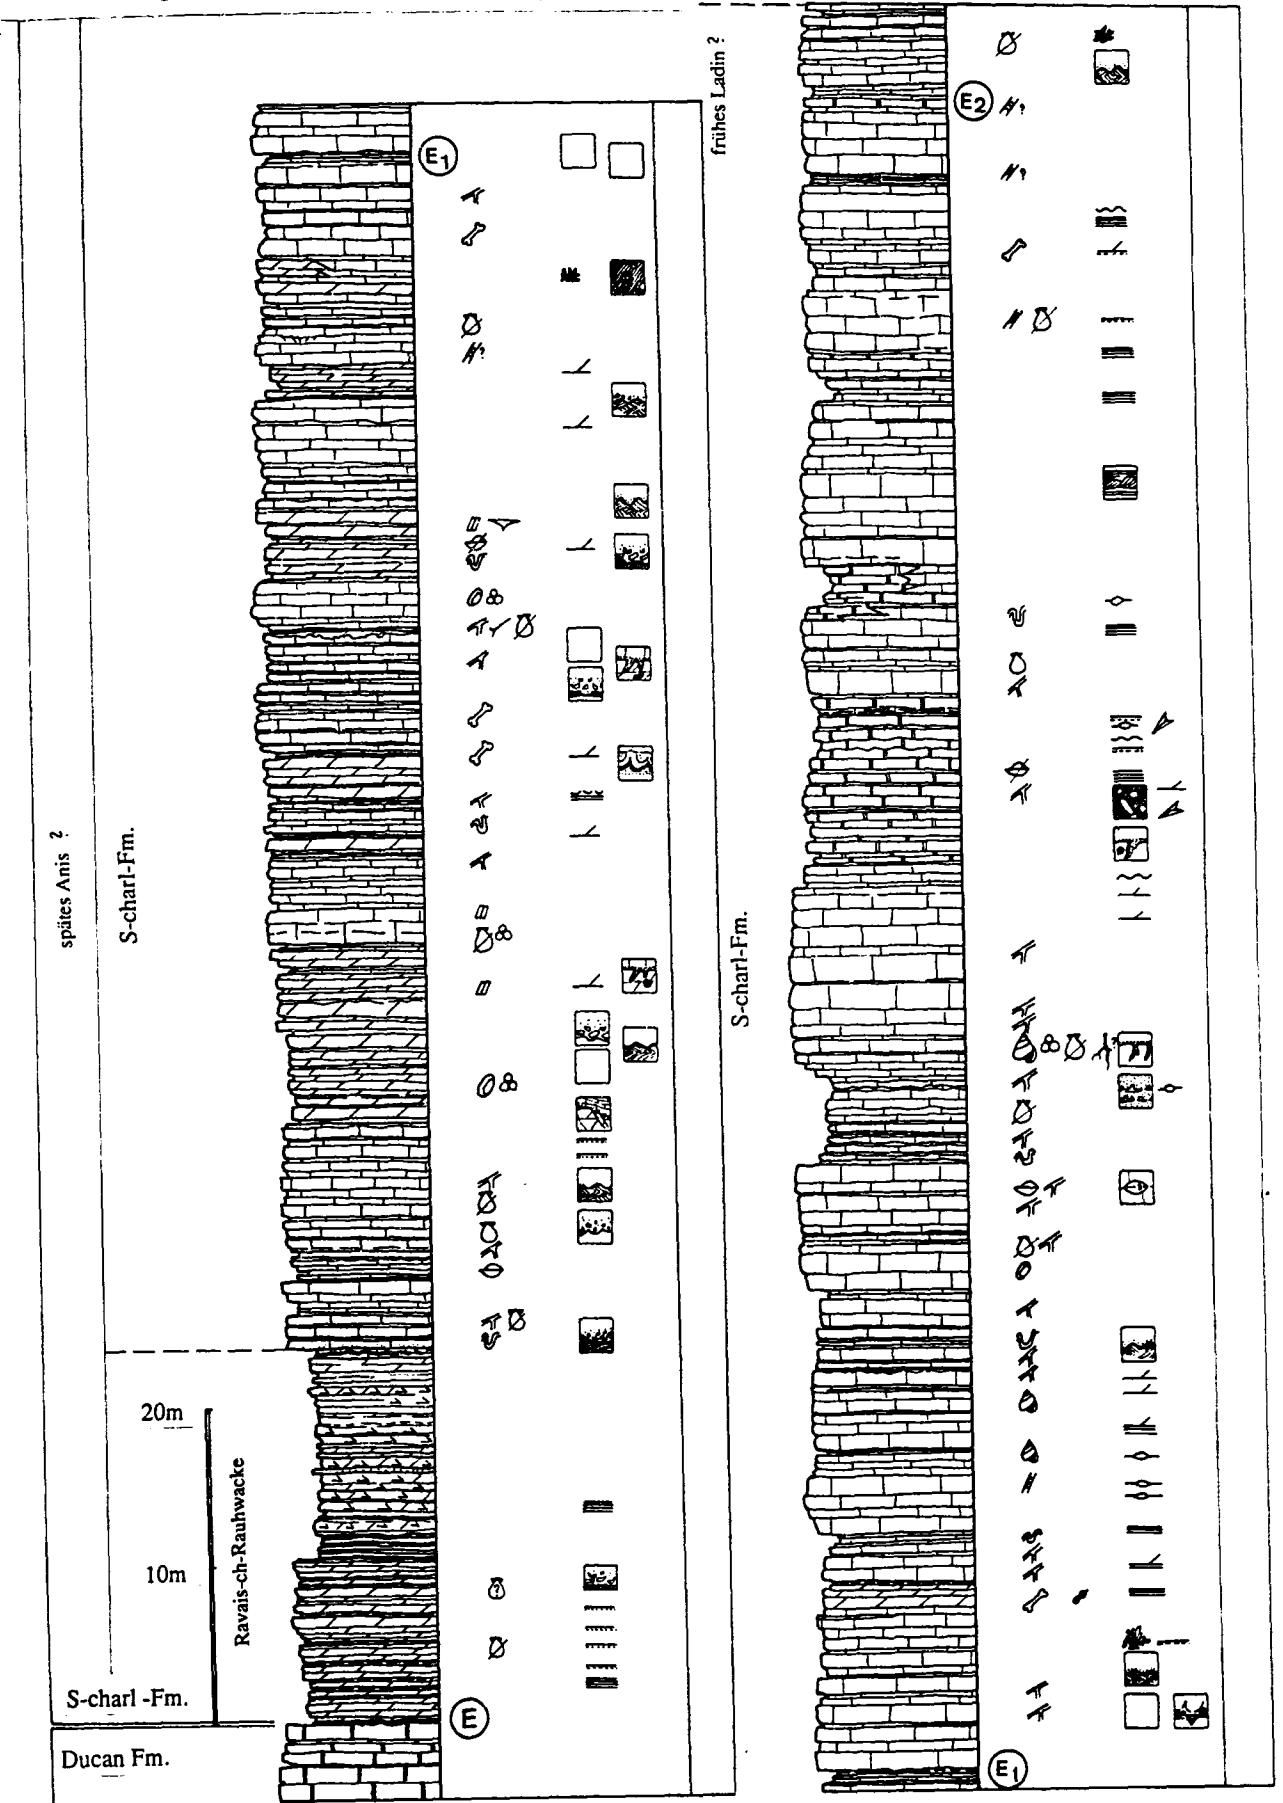 spätes Anis ?
S-charl-Fm.
E1
20m
10m
Ravais-ch-Rauhwacke
S-charl -Fm.
Ducan Fm.
E
?
?
frühes Ladin ?
S-charl-Fm.
E2
?
?
?
E1